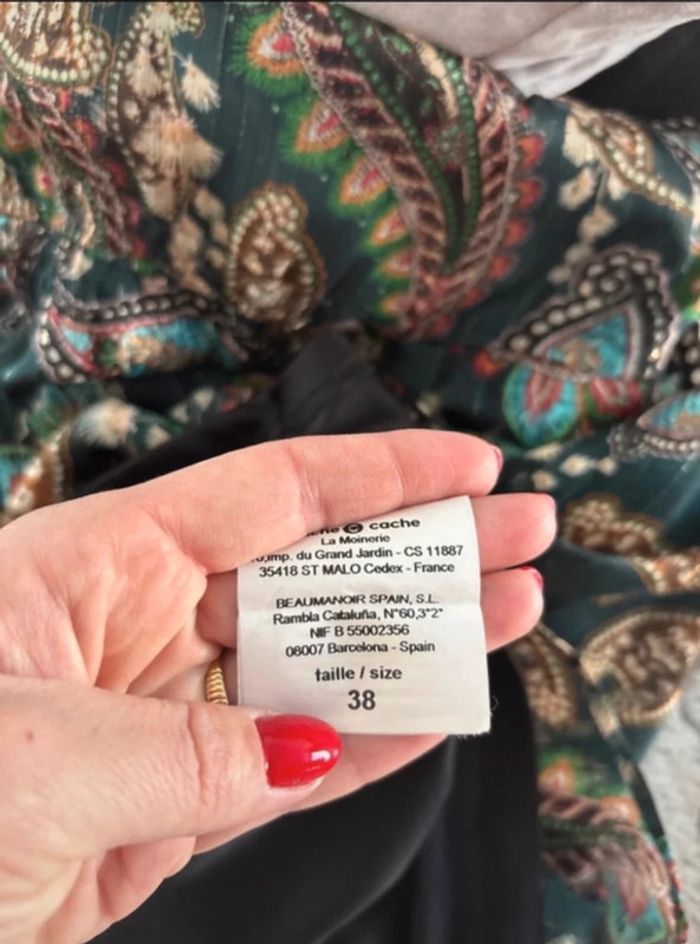 cache
La Moinerie
imp. du Grand Jardin - CS 11887
35418 ST MALO Cedex - France
BEAUMANOIR SPAIN, S.L.
Rambla Cataluña, N°60,3°2°
NIF B 55002356
08007 Barcelona - Spain
taille / size
38